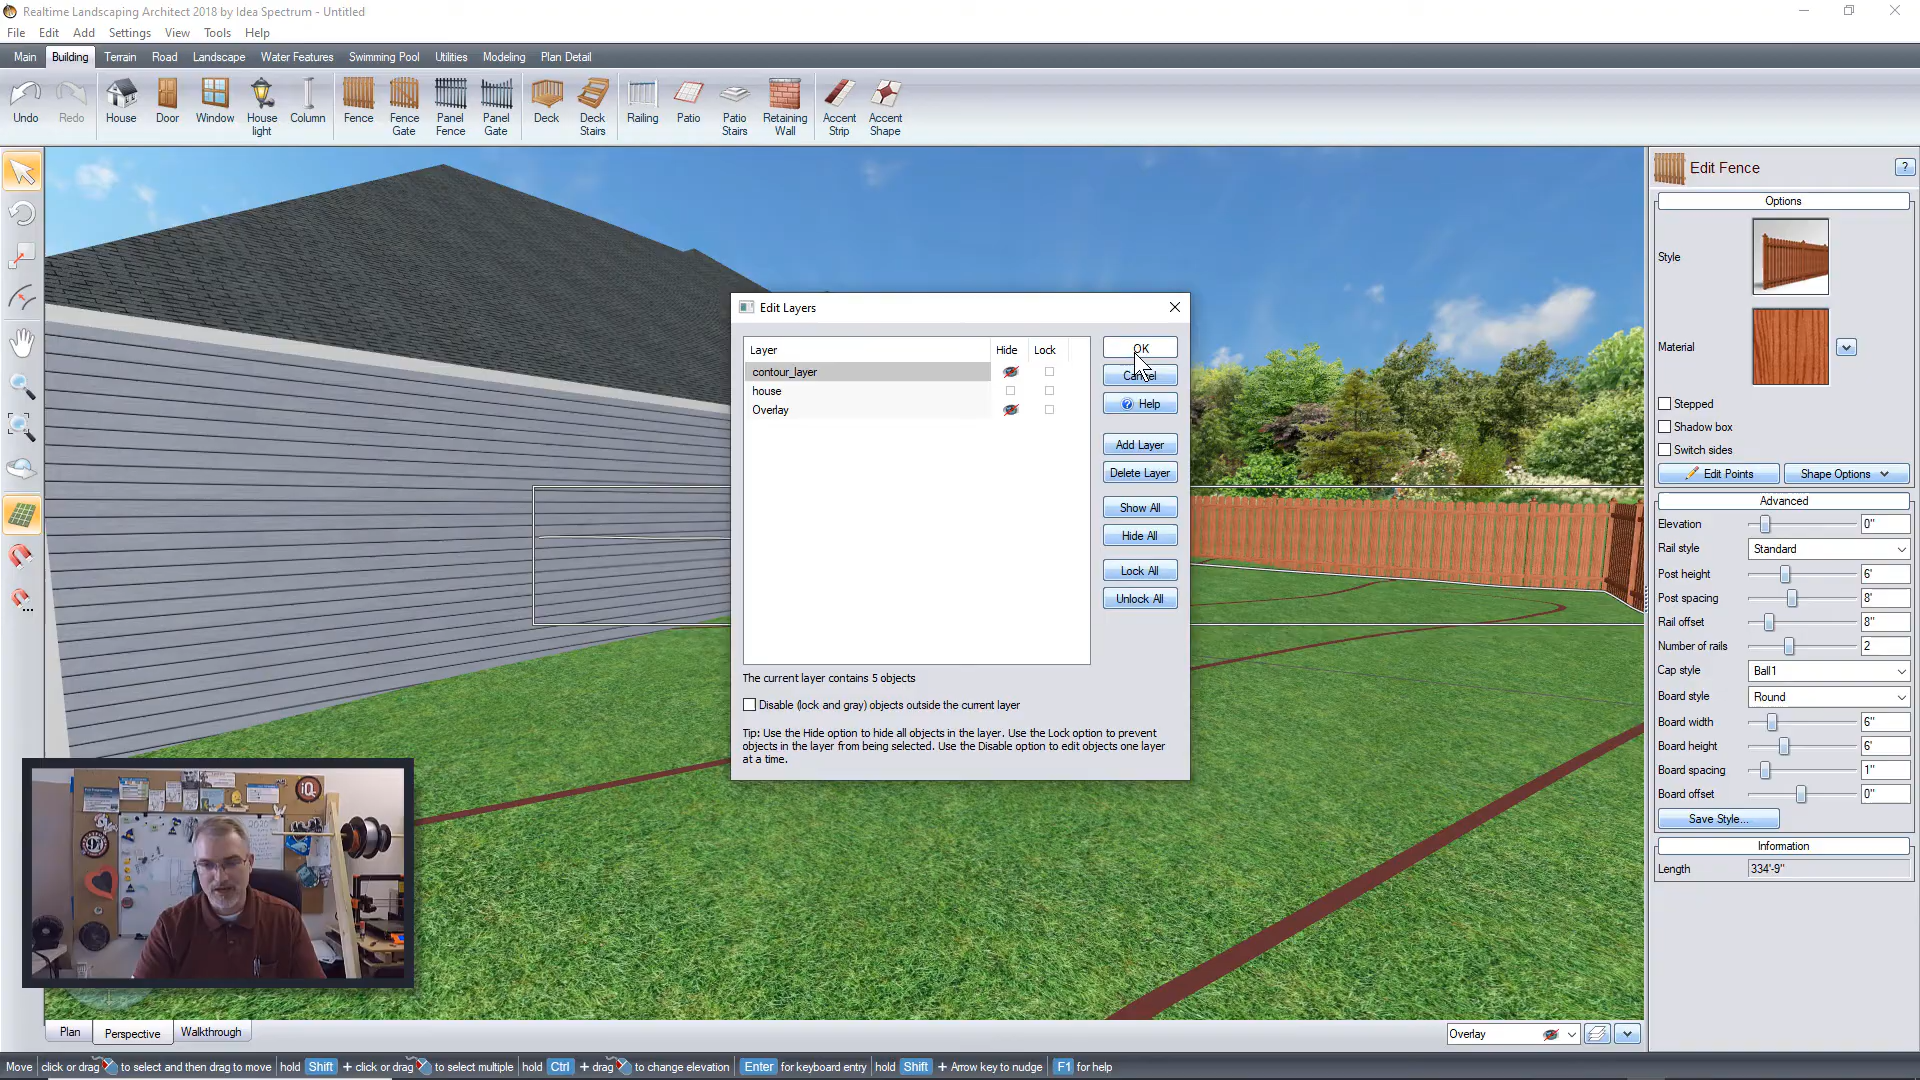 Realtime Landscaping Architect 2018 by Idea Spectrum - Untitled
File Edit Add Settings View Tools Help
Main Building Terrain Road Landscape Water Features Swimming Pool Utilities Modeling Plan Detail
Undo Redo House Door Window House light Column Fence Fence Gate Panel Fence Panel Gate Deck Deck Stairs Railing Patio Patio Stairs Retaining Wall Accent Strip Accent Shape
Edit Layers
Layer Hide Lock
contour_layer
house
Overlay
OK
Cancel
Help
Add Layer
Delete Layer
Show All
Hide All
Lock All
Unlock All
The current layer contains 5 objects
Disable (lock and gray) objects outside the current layer
Tip: Use the Hide option to hide all objects in the layer. Use the Lock option to prevent
objects in the layer from being selected. Use the Disable option to edit objects one layer
at a time.
Edit Fence ?
Options
Style
Material
Stepped
Shadow box
Switch sides
Edit Points Shape Options
Advanced
Elevation 0"
Rail style Standard
Post height 6'
Post spacing 8'
Rail offset 8"
Number of rails 2
Cap style Ball1
Board style Round
Board width 6"
Board height 6'
Board spacing 1"
Board offset 0"
Save Style...
Information
Length 334'-9"
Plan Perspective Walkthrough
Overlay
Move click or drag to select and then drag to move hold Shift + click or drag to select multiple hold Ctrl + drag to change elevation Enter for keyboard entry hold Shift + Arrow key to nudge F1 for help